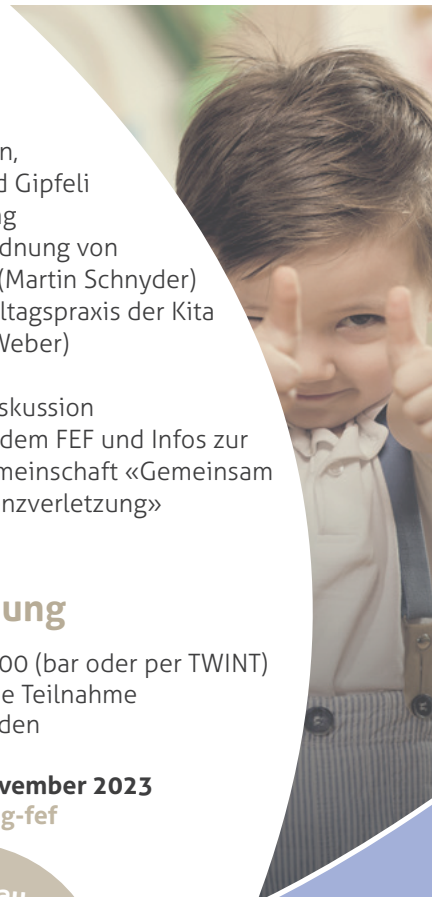 n,
d Gipfeli
g
dnung von
(Martin Schnyder)
ltagspraxis der Kita
Weber)
skussion
dem FEF und Infos zur
meinschaft «Gemeinsam
nzverletzung»
ung
00 (bar oder per TWINT)
e Teilnahme
den
vember 2023
g-fef